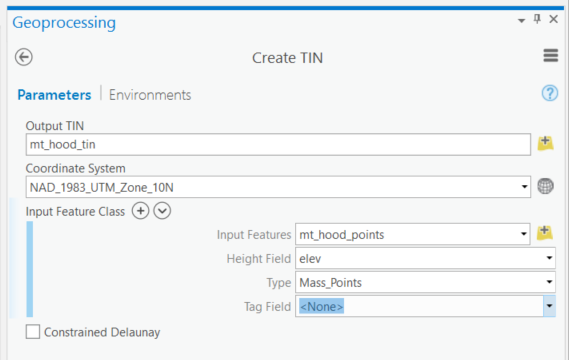 Geoprocessing
Create TIN
Parameters | Environments
Output TIN
mt_hood_tin
Coordinate System
NAD_1983_UTM_Zone_10N
Input Feature Class
Input Features mt_hood_points
Height Field elev
Type Mass_Points
Tag Field <None>
Constrained Delaunay